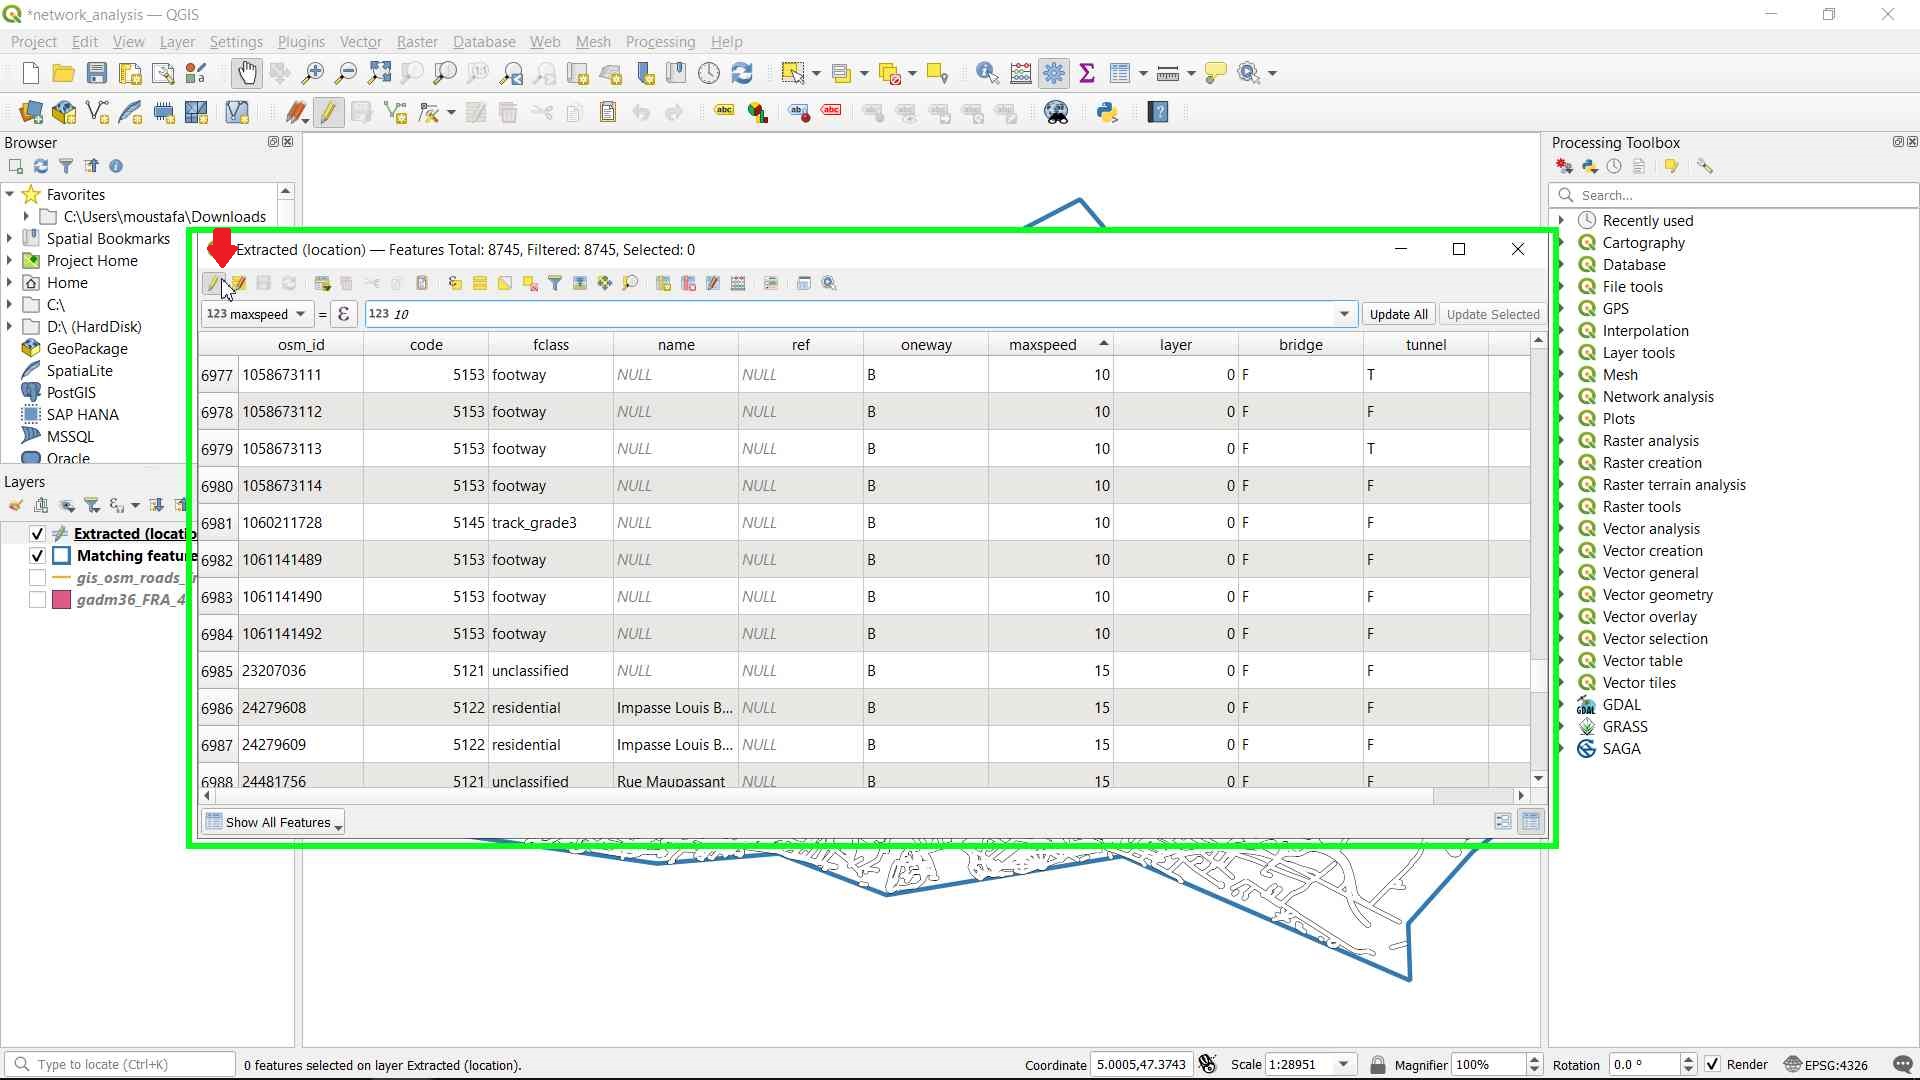 *network_analysis — QGIS
Project Edit View Layer Settings Plugins Vector Raster Database Web Mesh Processing Help
abc abc abc
Browser
Favorites
C:\Users\moustafa\Downloads
Spatial Bookmarks
Project Home
Home
C:\
D:\ (HardDisk)
GeoPackage
SpatiaLite
PostGIS
SAP HANA
MSSQL
Oracle
Layers
Extracted (locatio
Matching feature
gis_osm_roads_fr
gadm36_FRA_4
Extracted (location) — Features Total: 8745, Filtered: 8745, Selected: 0
123 maxspeed = ε 123 10 Update All Update Selected
osm_id code fclass name ref oneway maxspeed layer bridge tunnel
6977 1058673111 5153 footway NULL NULL B 10 0 F T
6978 1058673112 5153 footway NULL NULL B 10 0 F F
6979 1058673113 5153 footway NULL NULL B 10 0 F T
6980 1058673114 5153 footway NULL NULL B 10 0 F F
6981 1060211728 5145 track_grade3 NULL NULL B 10 0 F F
6982 1061141489 5153 footway NULL NULL B 10 0 F F
6983 1061141490 5153 footway NULL NULL B 10 0 F F
6984 1061141492 5153 footway NULL NULL B 10 0 F F
6985 23207036 5121 unclassified NULL NULL B 15 0 F F
6986 24279608 5122 residential Impasse Louis B... NULL B 15 0 F F
6987 24279609 5122 residential Impasse Louis B... NULL B 15 0 F F
6988 24481756 5121 unclassified Rue Maupassant NULL B 15 0 F F
Show All Features
Processing Toolbox
Search...
Recently used
Cartography
Database
File tools
GPS
Interpolation
Layer tools
Mesh
Network analysis
Plots
Raster analysis
Raster creation
Raster terrain analysis
Raster tools
Vector analysis
Vector creation
Vector general
Vector geometry
Vector overlay
Vector selection
Vector table
Vector tiles
GDAL
GRASS
SAGA
Type to locate (Ctrl+K) 0 features selected on layer Extracted (location). Coordinate 5.0005,47.3743 Scale 1:28951 Magnifier 100% Rotation 0.0 ° Render EPSG:4326